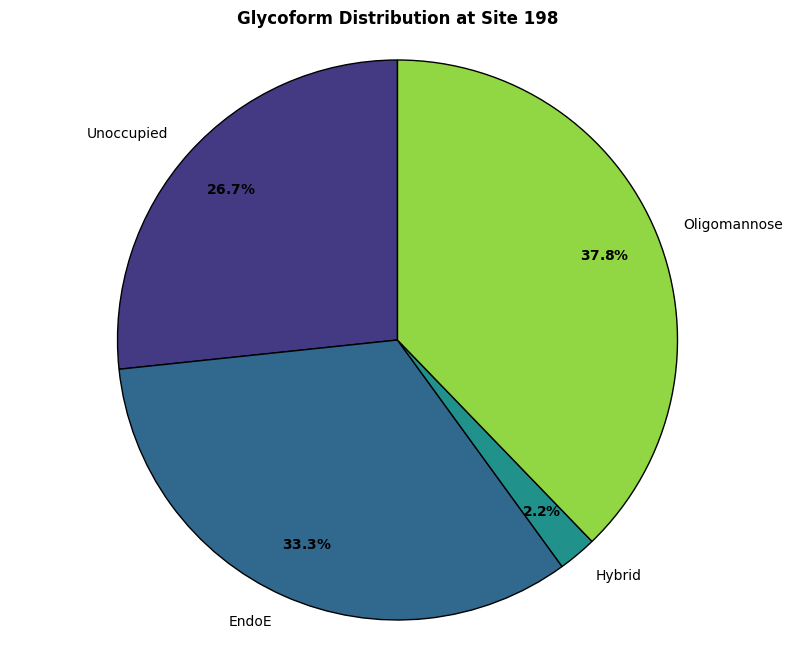 Glycoform Distribution at Site 198
Unoccupied
26.7%
Oligomannose
37.8%
2.2%
33.3%
Hybrid
EndoE